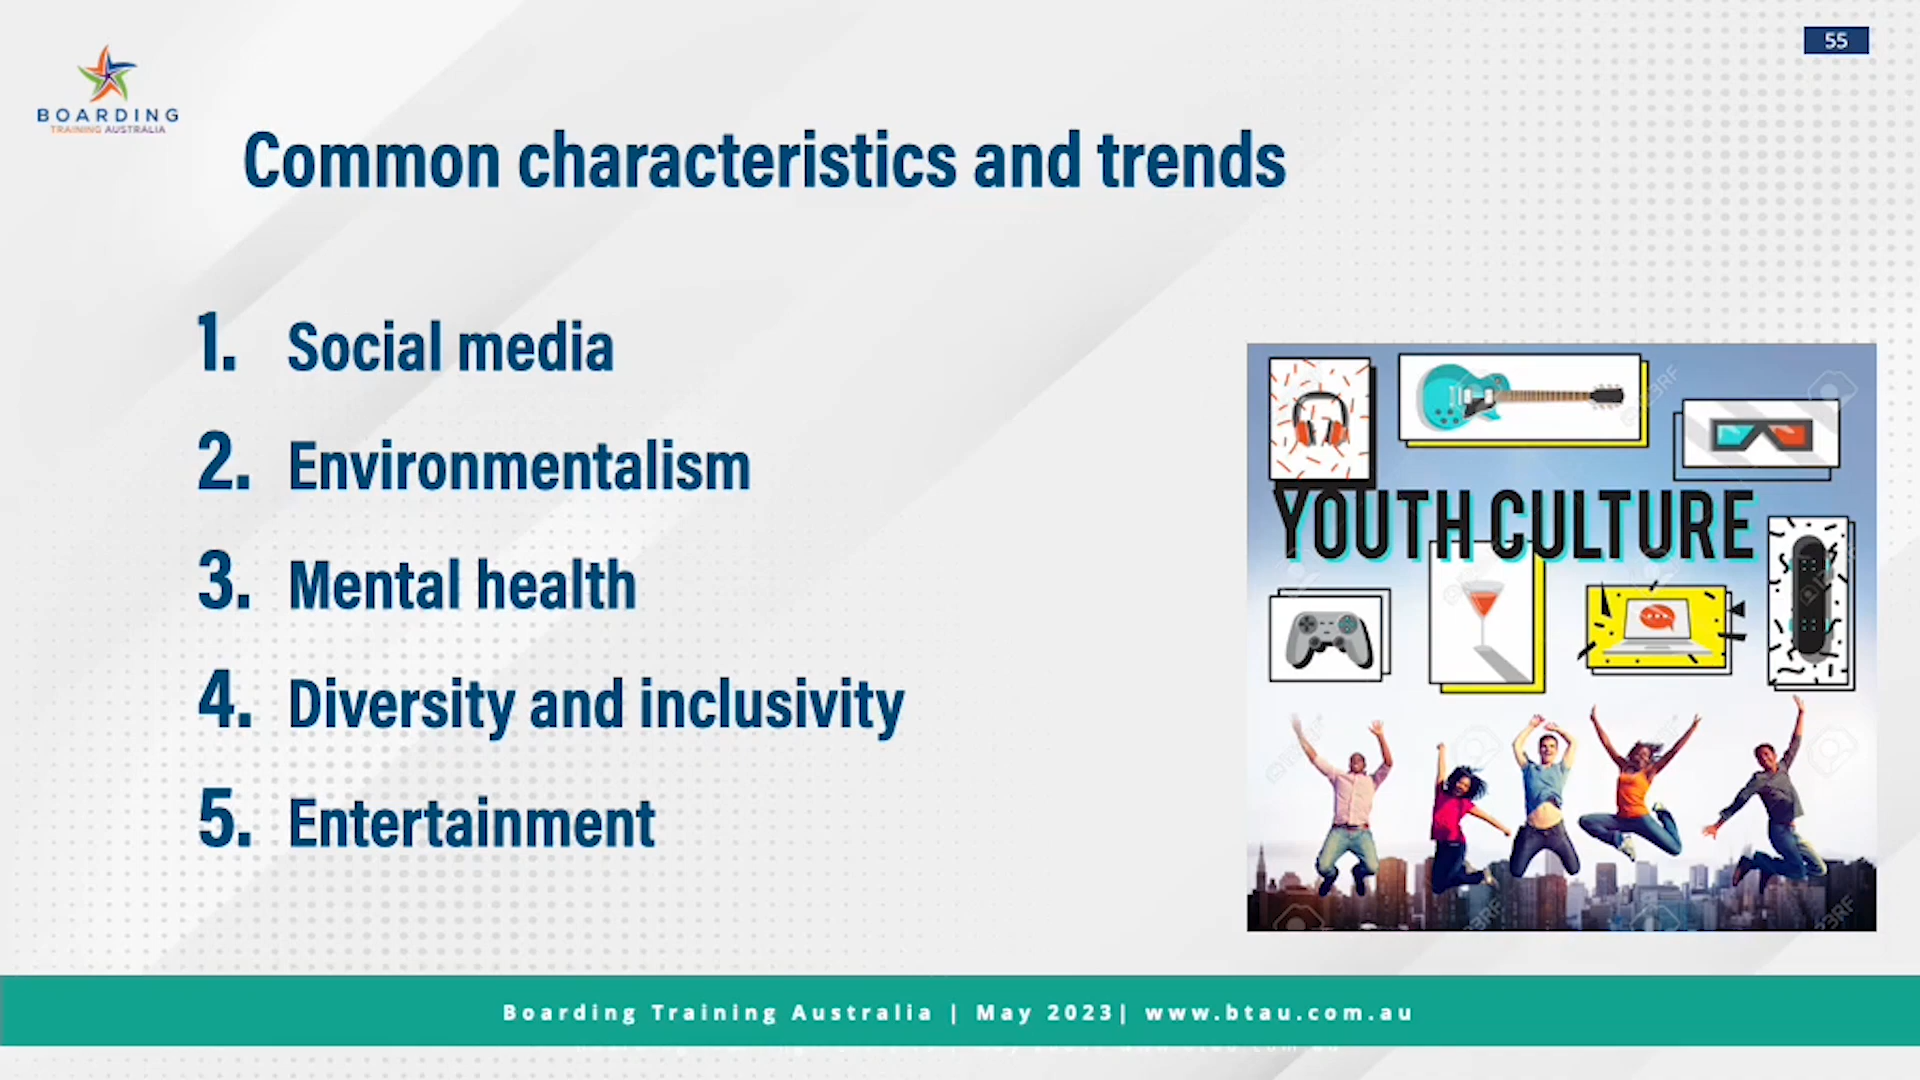 55
BOARDING
TRAINING AUSTRALIA
Common characteristics and trends
1. Social media
2. Environmentalism
3. Mental health
4. Diversity and inclusivity
5. Entertainment
YOUTH CULTURE
Boarding Training Australia | May 2023| www.btau.com.au